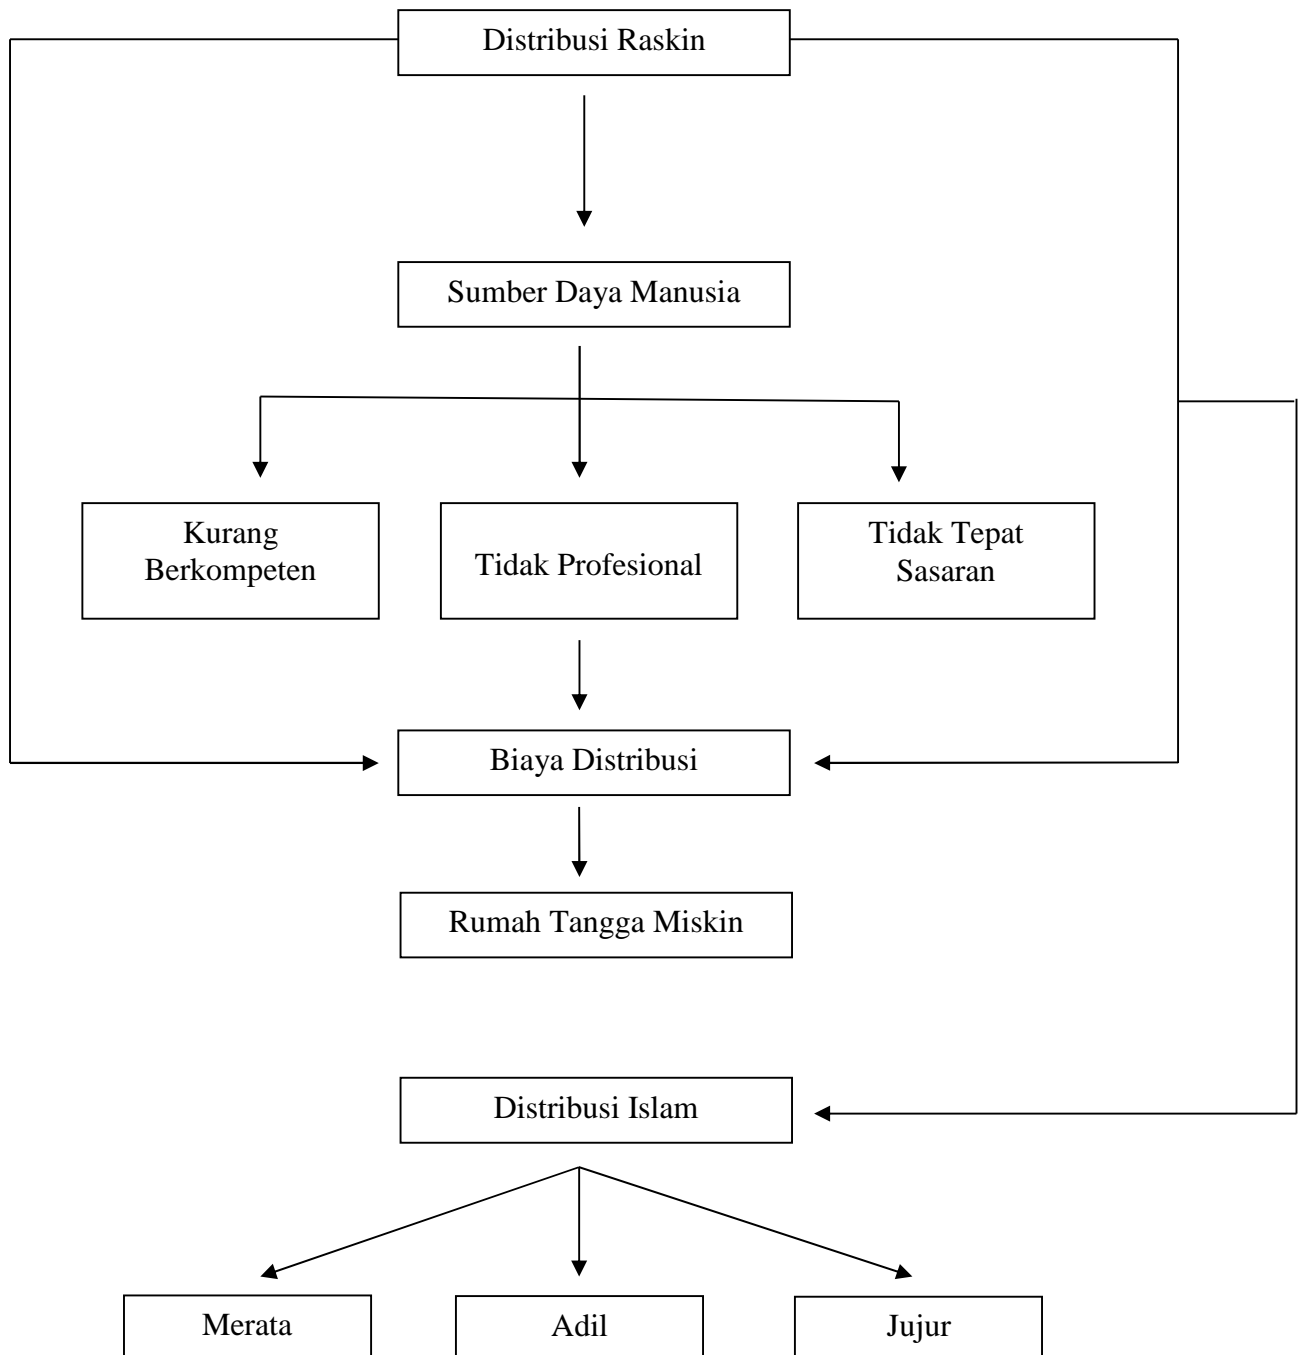 Distribusi Raskin
Sumber Daya Manusia
Kurang
Berkompeten
Tidak Profesional
Tidak Tepat
Sasaran
Biaya Distribusi
Rumah Tangga Miskin
Distribusi Islam
Merata
Adil
Jujur